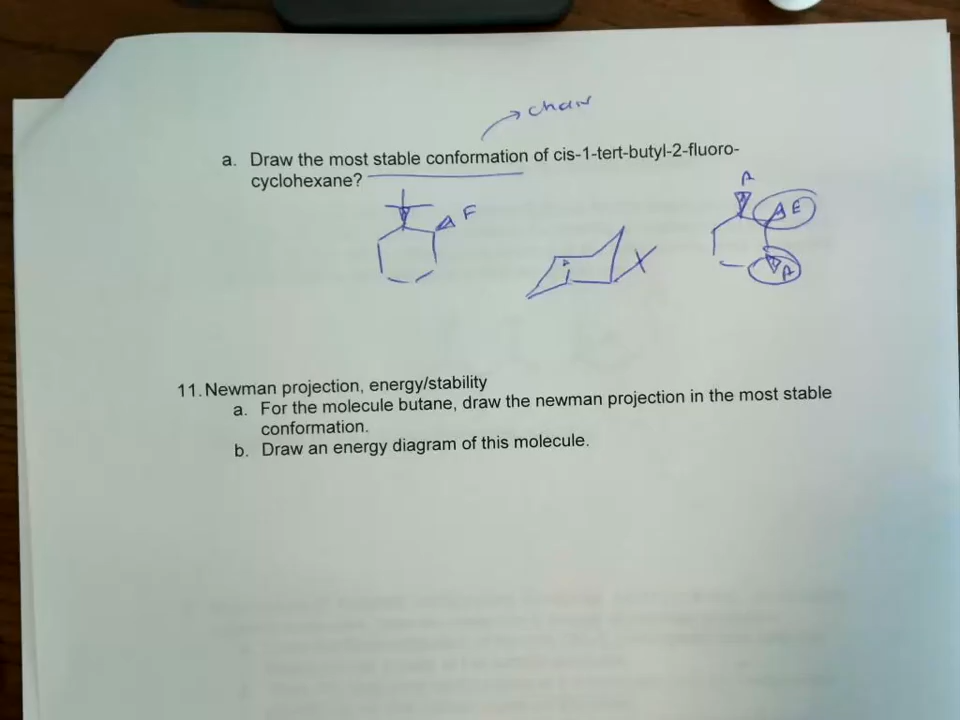 chair
a. Draw the most stable conformation of cis-1-tert-butyl-2-fluoro-
cyclohexane?
F
A
E
A
11. Newman projection, energy/stability
a. For the molecule butane, draw the newman projection in the most stable
conformation.
b. Draw an energy diagram of this molecule.